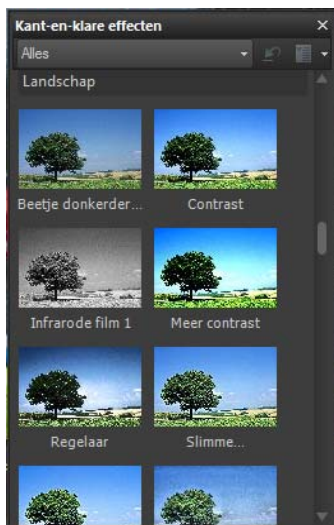 Kant-en-klare effecten
Alles
Landschap
Beetje donkerder...
Contrast
Infrarode film 1
Meer contrast
Regelaar
Slimme...